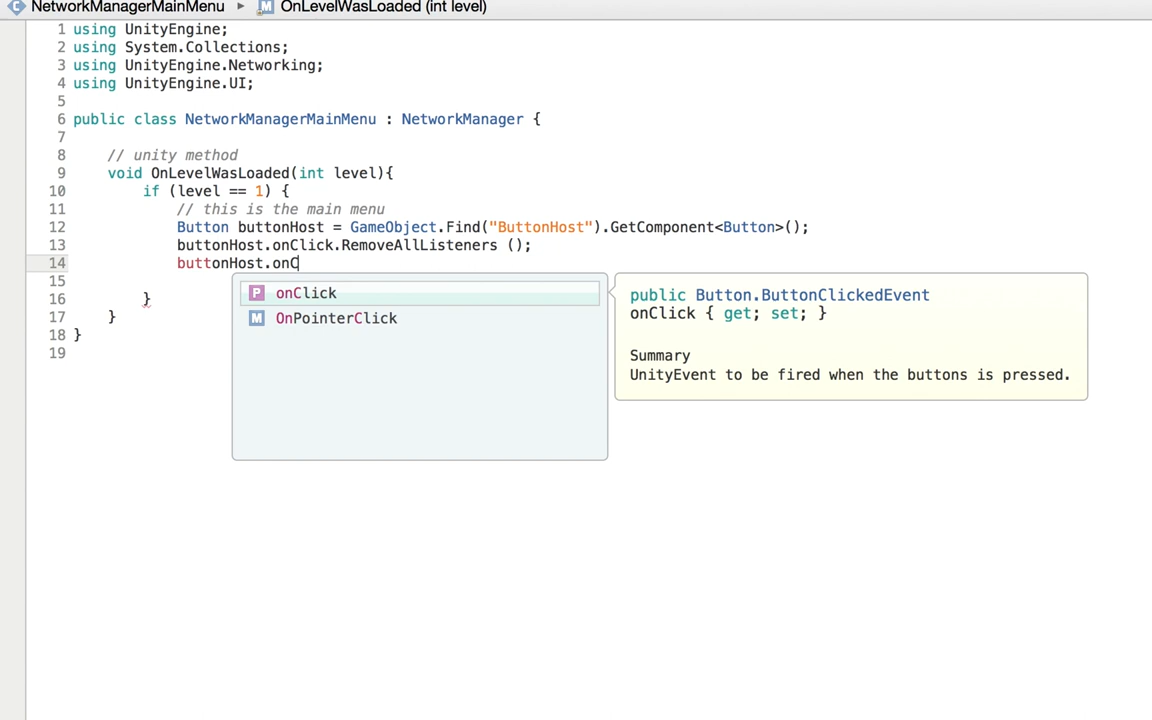 NetworkManagerMainMenu ▸ OnLevelWasLoaded (int level)
1 using UnityEngine;
2 using System.Collections;
3 using UnityEngine.Networking;
4 using UnityEngine.UI;
5
6 public class NetworkManagerMainMenu : NetworkManager {
7
8 // unity method
9 void OnLevelWasLoaded(int level){
10 if (level == 1) {
11 // this is the main menu
12 Button buttonHost = GameObject.Find("ButtonHost").GetComponent<Button>();
13 buttonHost.onClick.RemoveAllListeners ();
14 buttonHost.onC
15
16 }
17 }
18 }
19
P onClick
M OnPointerClick
public Button.ButtonClickedEvent
onClick { get; set; }
Summary
UnityEvent to be fired when the buttons is pressed.